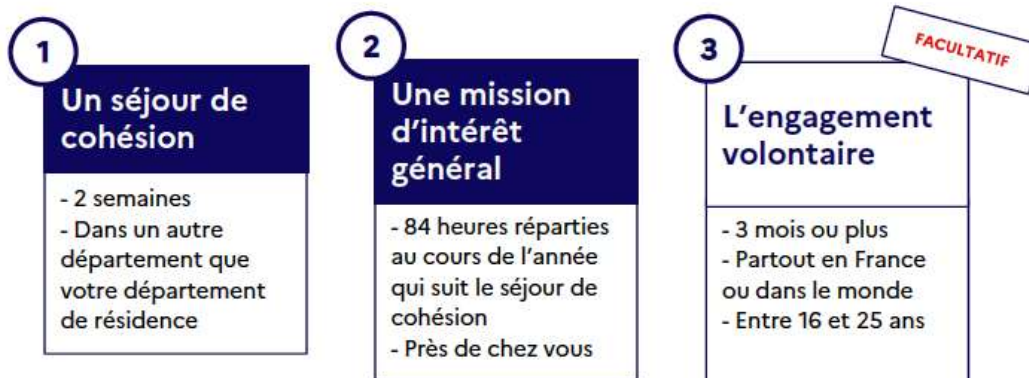 1
Un séjour de
cohésion
- 2 semaines
- Dans un autre
département que
votre département
de résidence
2
Une mission
d'intérêt
général
- 84 heures réparties
au cours de l'année
qui suit le séjour de
cohésion
- Près de chez vous
3
FACULTATIF
L'engagement
volontaire
- 3 mois ou plus
- Partout en France
ou dans le monde
- Entre 16 et 25 ans